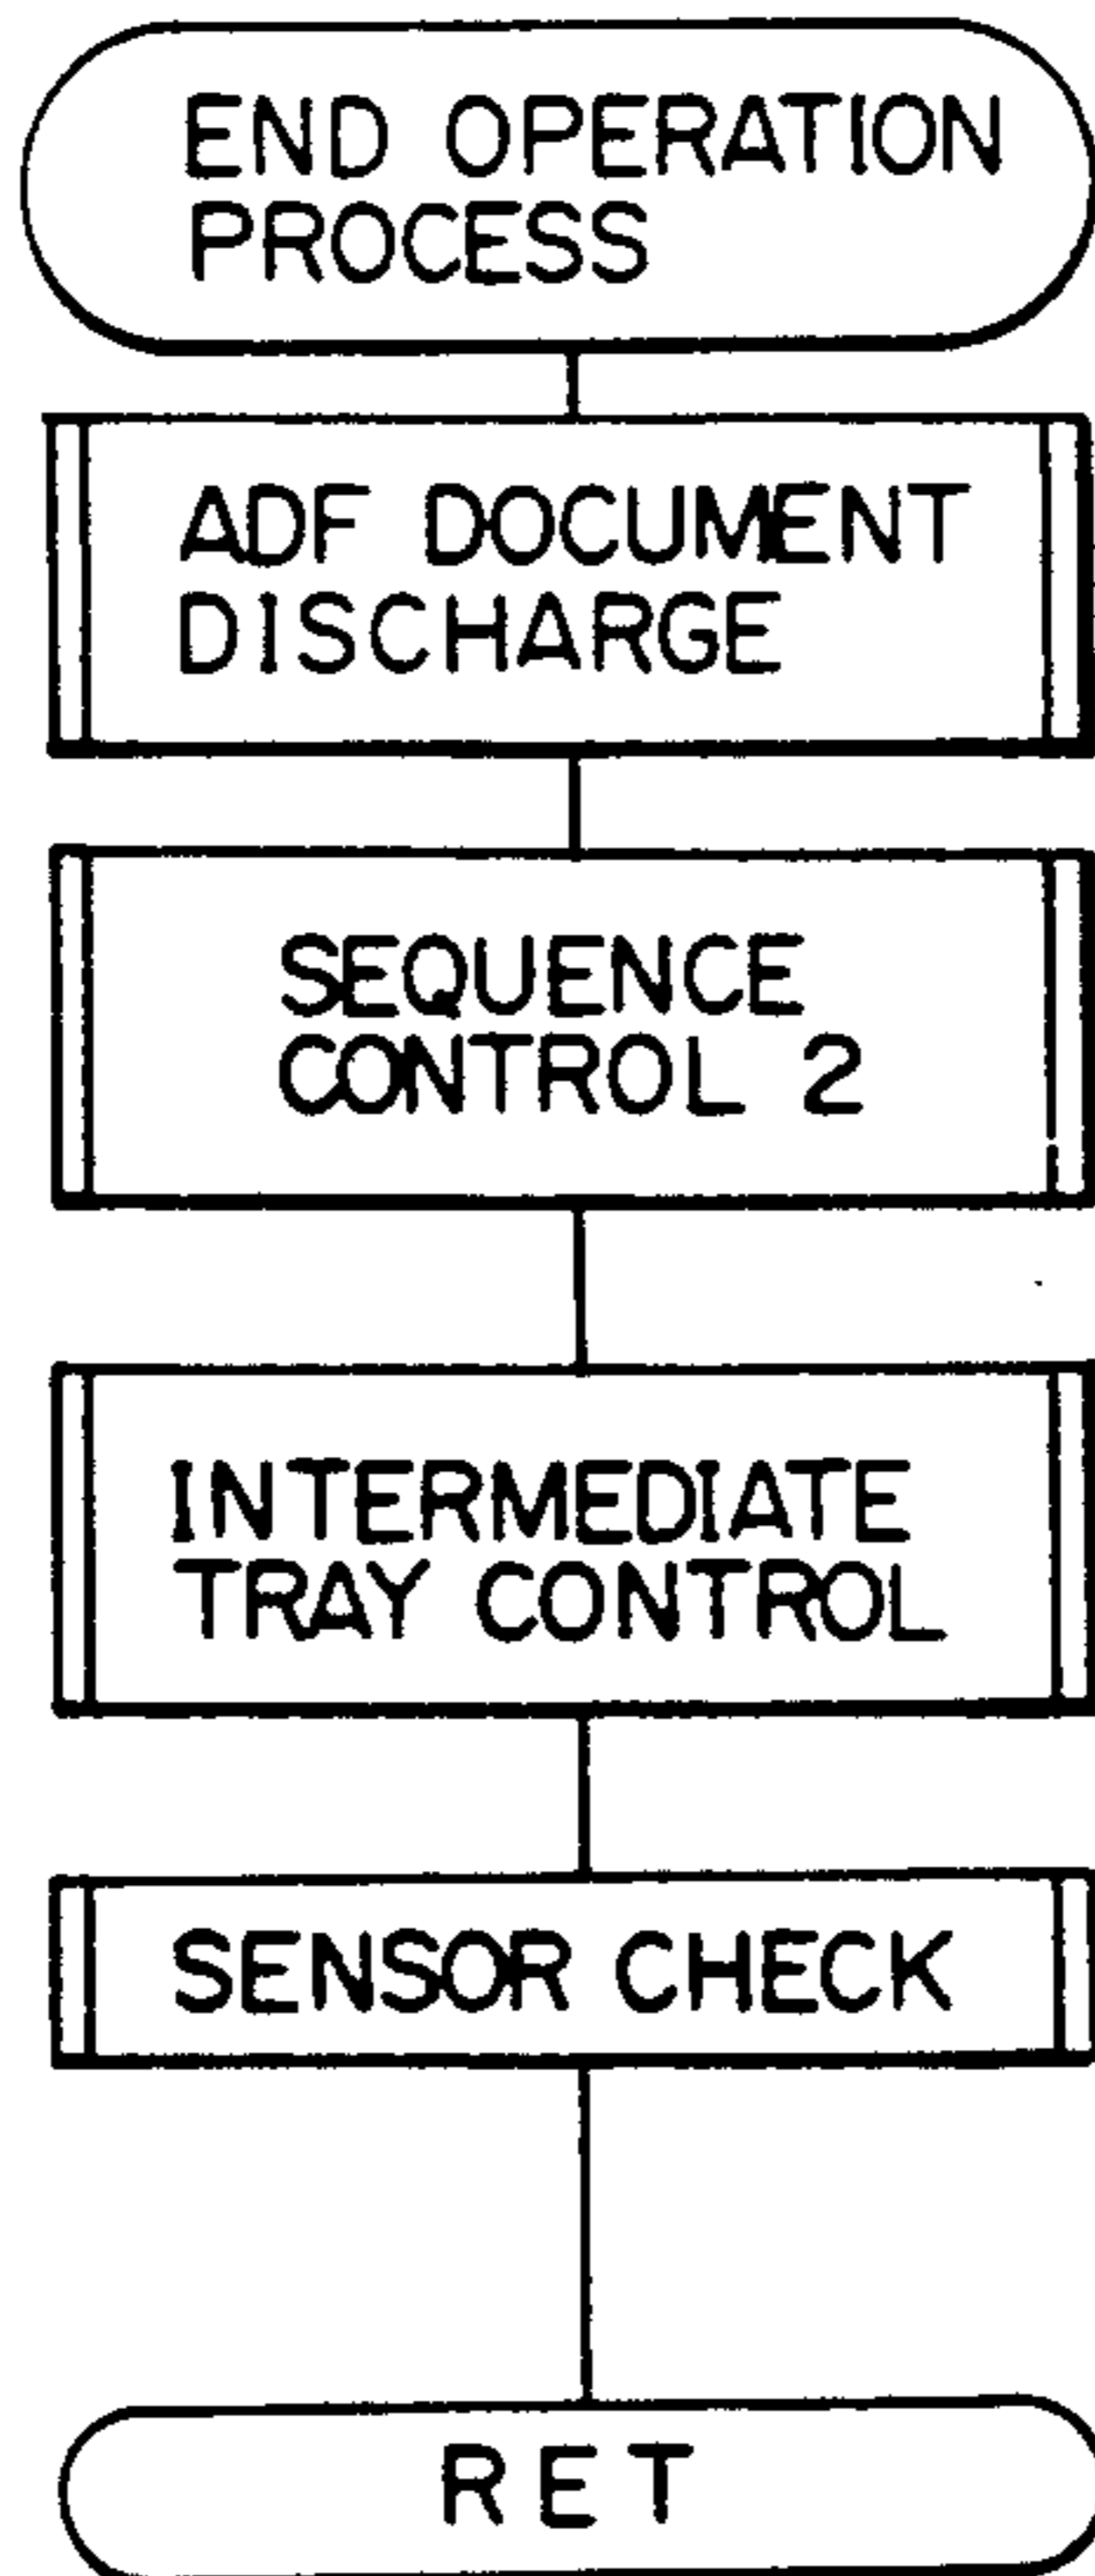 END OPERATION
PROCESS
ADF DOCUMENT
DISCHARGE
SEQUENCE
CONTROL 2
INTERMEDIATE
TRAY CONTROL
SENSOR CHECK
RET